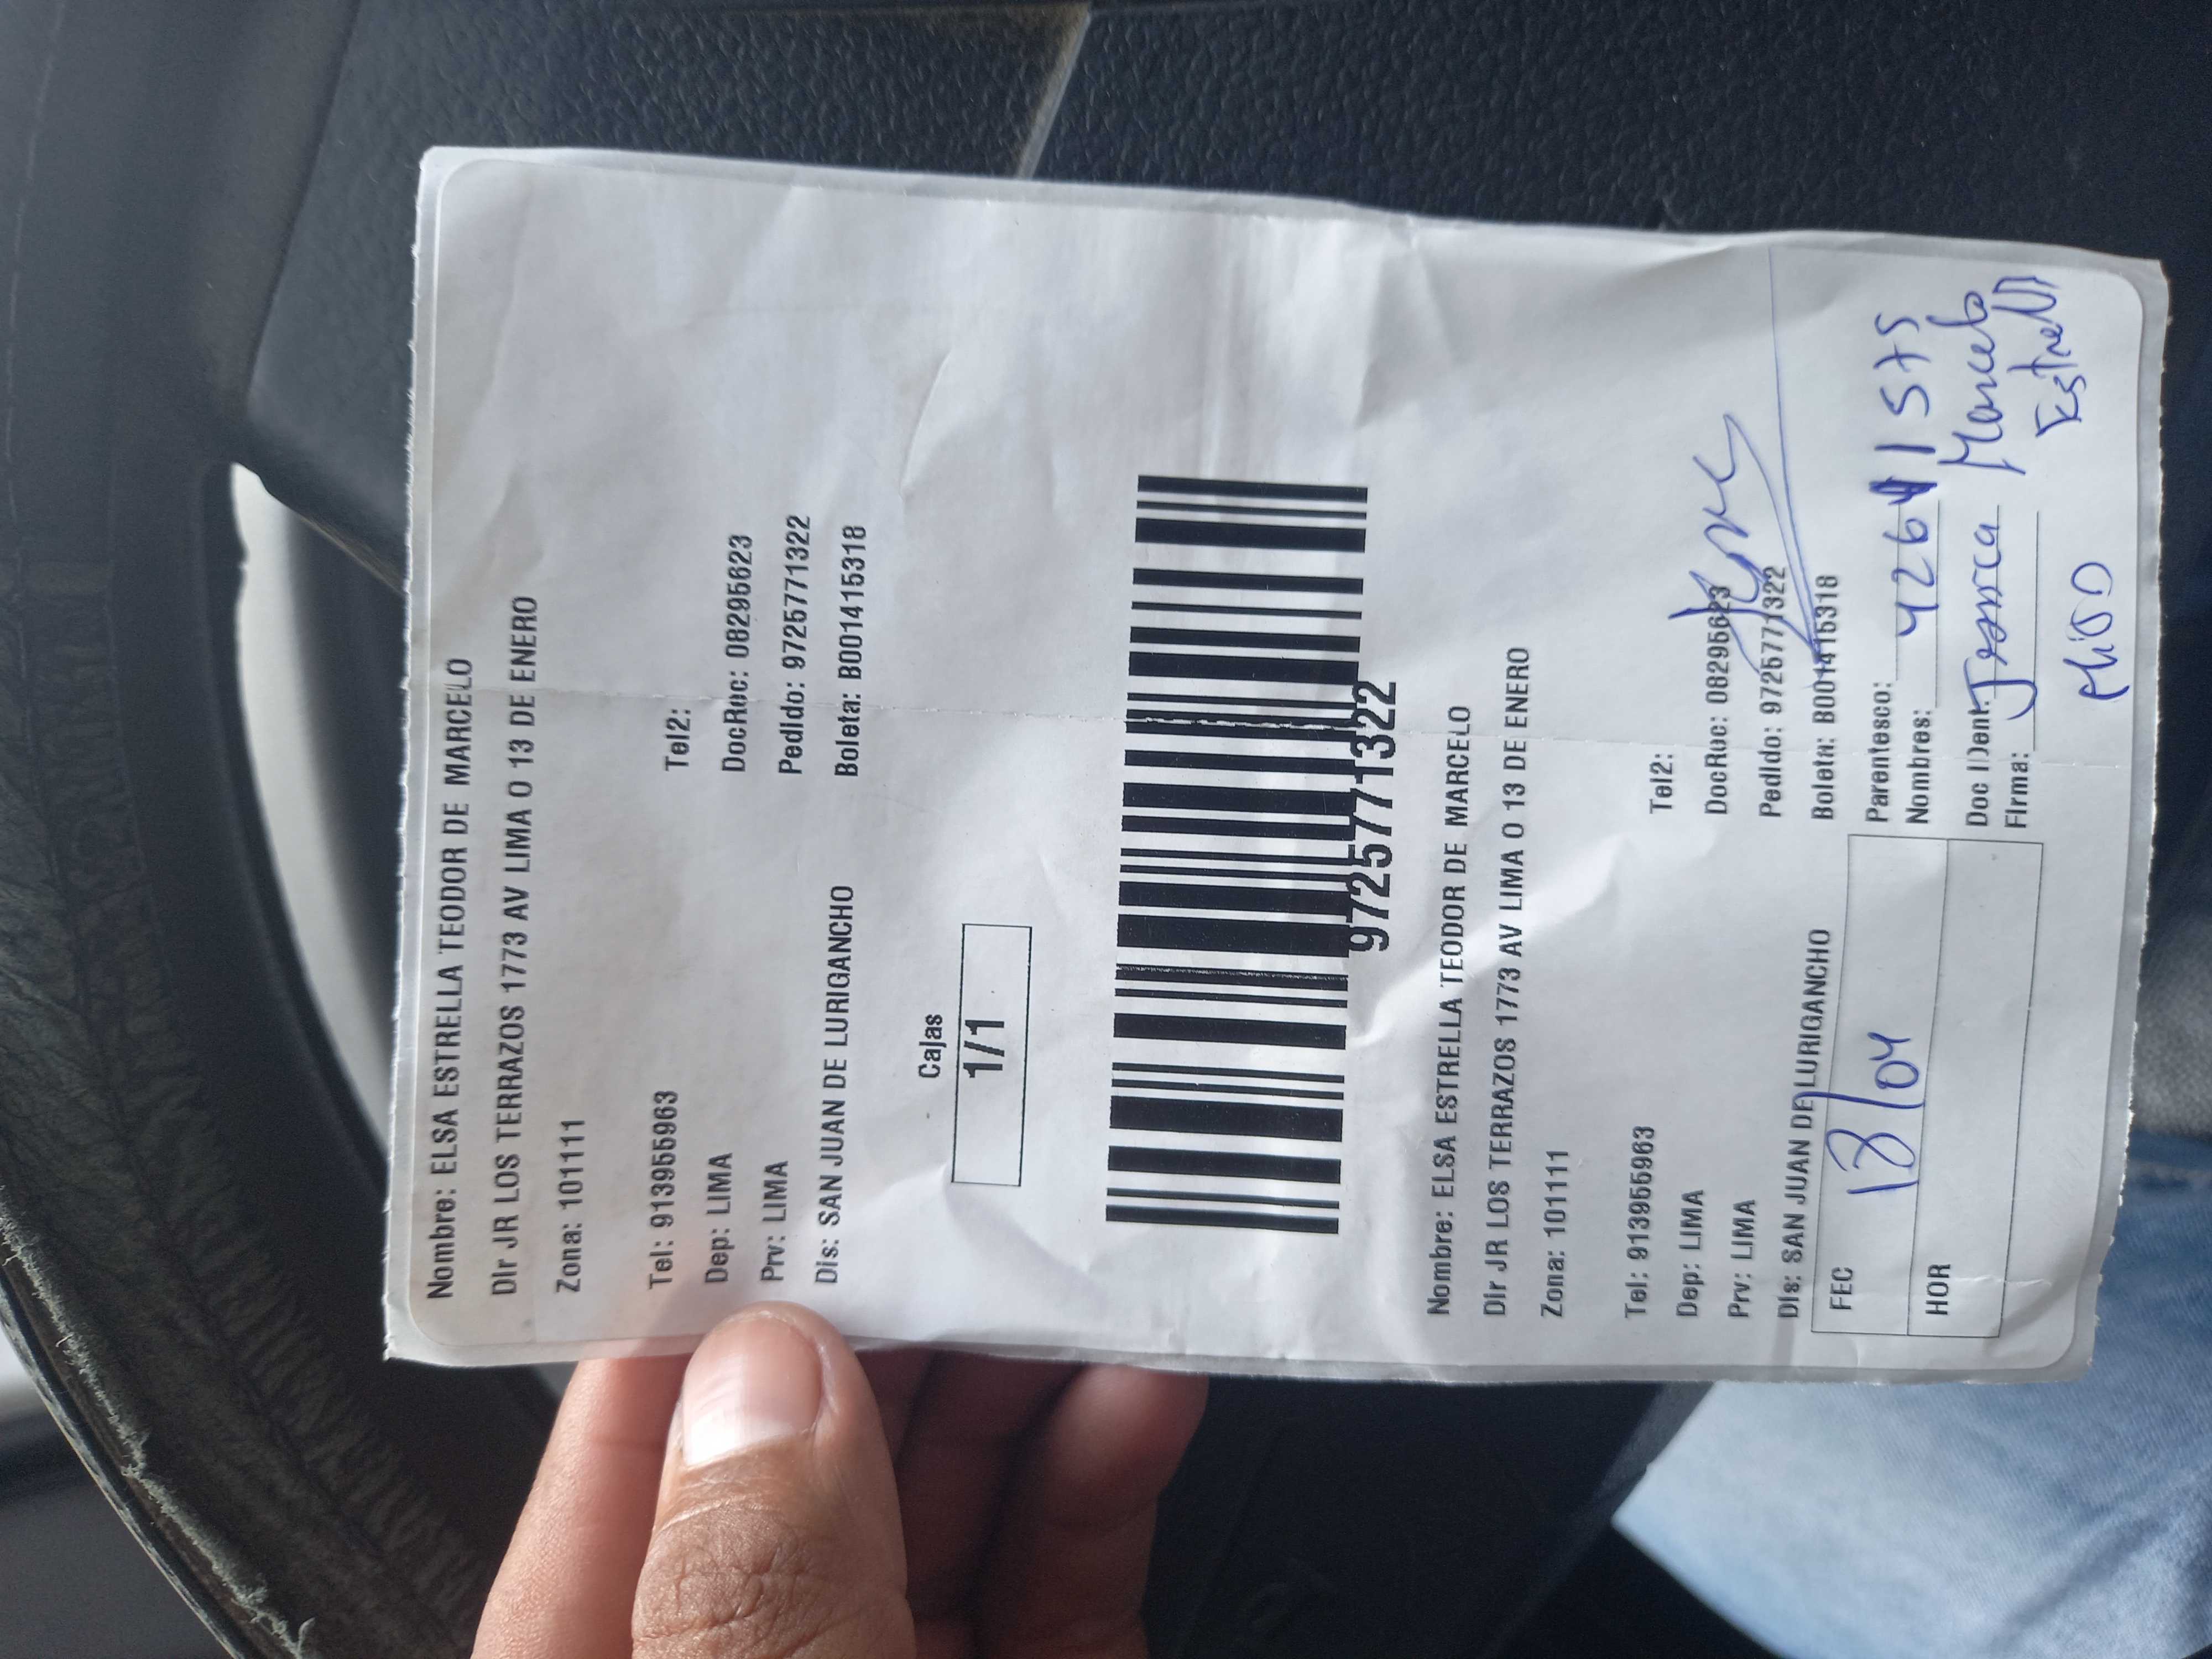 Nombre: ELSA ESTRELLA TEODOR DE MARCELO
Dir JR LOS TERRAZOS 1773 AV LIMA O 13 DE ENERO
Zona: 101111
Tel: 913955963 Tel2:
Dep: LIMA DocRuc: 08295623
Prv: LIMA Pedido: 9725771322
Dis: SAN JUAN DE LURIGANCHO Boleta: B001415318
Cajas
1/1
9725771322
Nombre: ELSA ESTRELLA TEODOR DE MARCELO
Dir JR LOS TERRAZOS 1773 AV LIMA O 13 DE ENERO
Zona: 101111
Tel: 913955963 Tel2:
Dep: LIMA DocRuc: 08295623
Prv: LIMA Pedido: 9725771322
Dis: SAN JUAN DE LURIGANCHO Boleta: B001415318
FEC 18/04 Parentesco:
Nombres:
HOR Doc Ident: Jessica Marcelo
Firma: Estrella